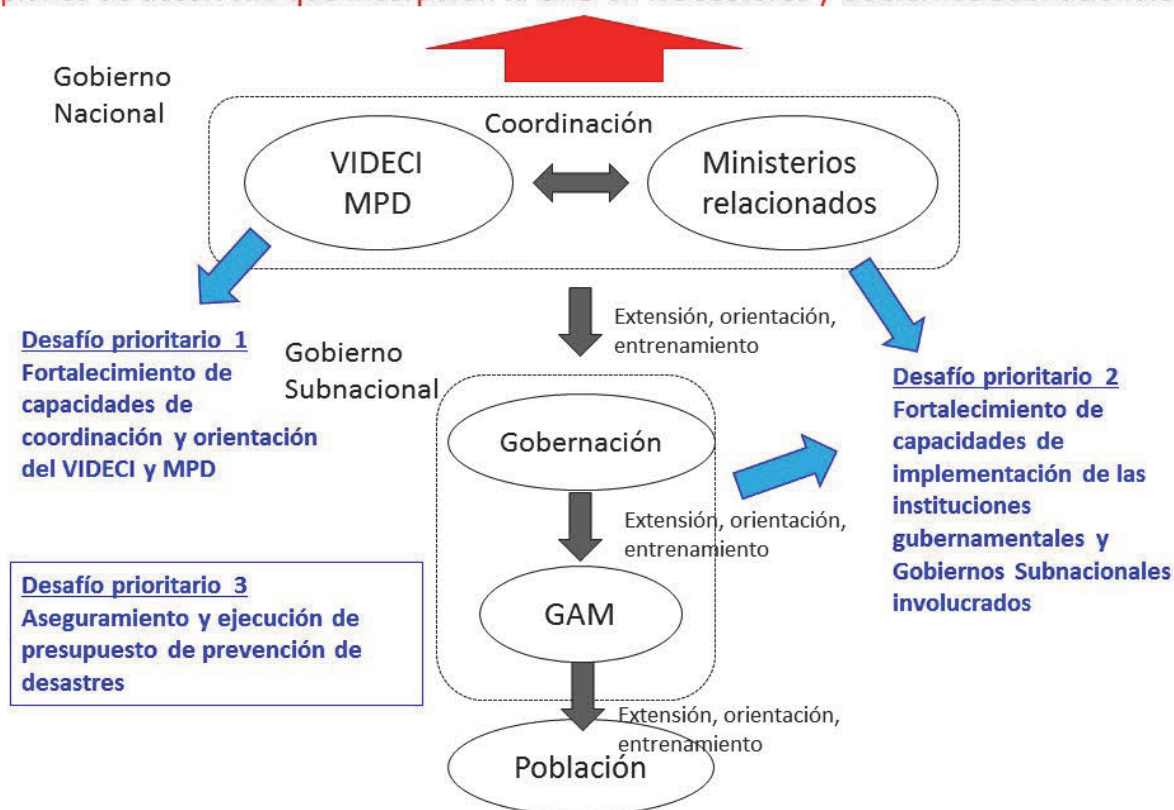 Gobierno
Nacional
Coordinación
VIDECI
MPD
Ministerios
relacionados
Extensión, orientación,
entrenamiento
Desafío prioritario 1
Fortalecimiento de
capacidades de
coordinación y orientación
del VIDECI y MPD
Gobierno
Subnacional
Desafío prioritario 2
Fortalecimiento de
capacidades de
implementación de las
instituciones
gubernamentales y
Gobiernos Subnacionales
involucrados
Gobernación
Extensión, orientación,
entrenamiento
Desafío prioritario 3
Aseguramiento y ejecución de
presupuesto de prevención de
desastres
GAM
Extensión, orientación,
entrenamiento
Población